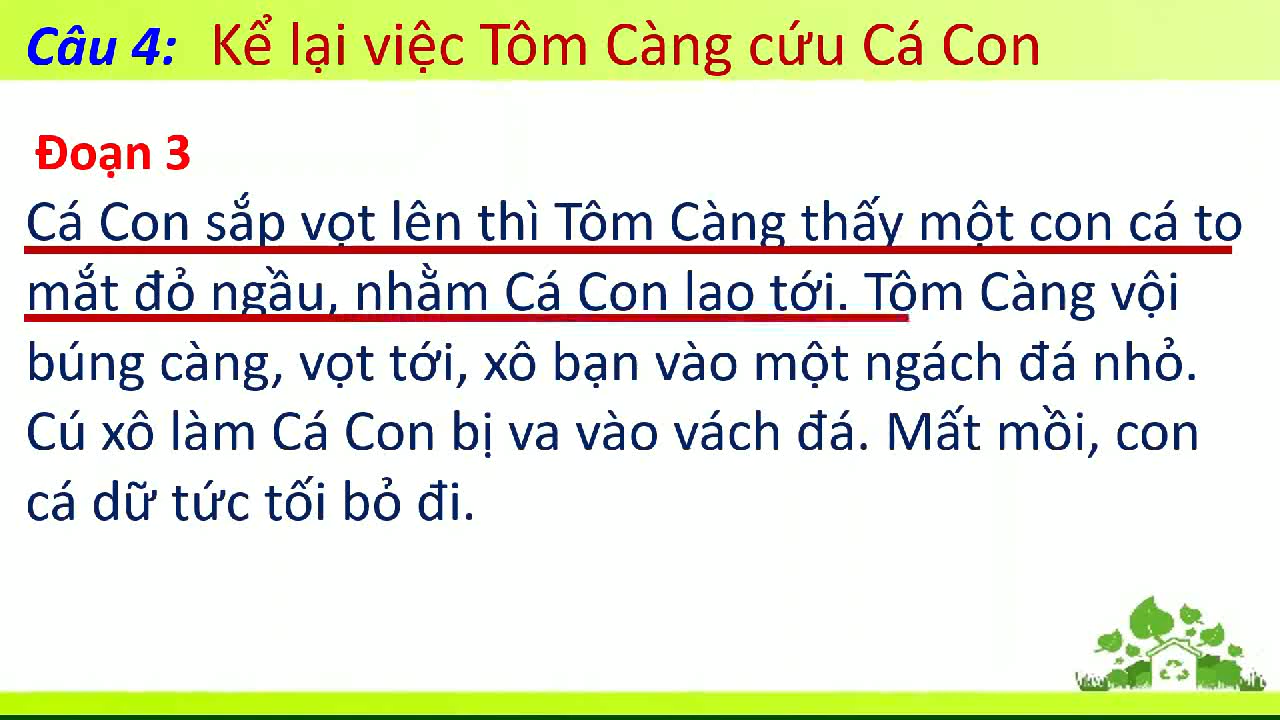 Câu 4: Kể lại việc Tôm Càng cứu Cá Con
Đoạn 3
Cá Con sắp vọt lên thì Tôm Càng thấy một con cá to
mắt đỏ ngầu, nhằm Cá Con lao tới. Tôm Càng vội
búng càng, vọt tới, xô bạn vào một ngách đá nhỏ.
Cú xô làm Cá Con bị va vào vách đá. Mất mồi, con
cá dữ tức tối bỏ đi.